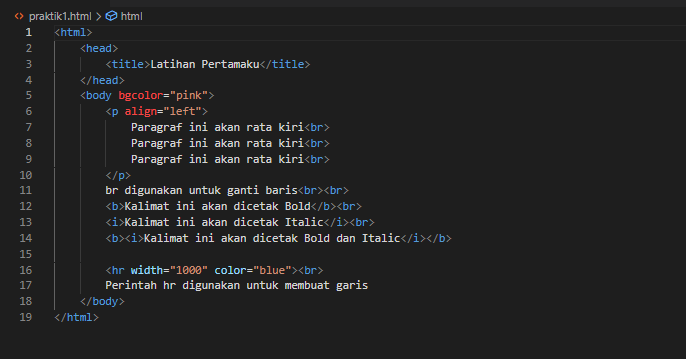 praktik1.html > html
1 <html>
2 <head>
3 <title>Latihan Pertamaku</title>
4 </head>
5 <body bgcolor="pink">
6 <p align="left">
7 Paragraf ini akan rata kiri<br>
8 Paragraf ini akan rata kiri<br>
9 Paragraf ini akan rata kiri<br>
10 </p>
11 br digunakan untuk ganti baris<br><br>
12 <b>Kalimat ini akan dicetak Bold</b><br>
13 <i>Kalimat ini akan dicetak Italic</i><br>
14 <b><i>Kalimat ini akan dicetak Bold dan Italic</i></b>
15
16 <hr width="1000" color="blue"><br>
17 Perintah hr digunakan untuk membuat garis
18 </body>
19 </html>